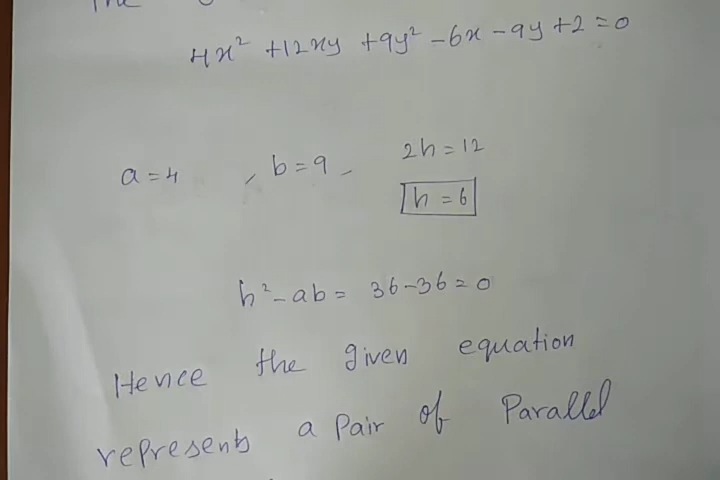 The
4x² + 12xy + 9y² - 6x - 9y + 2 = 0
a = 4 , b = 9 , 2h = 12
h = 6
h² - ab = 36 - 36 = 0
Hence the given equation
represents a pair of Parallel